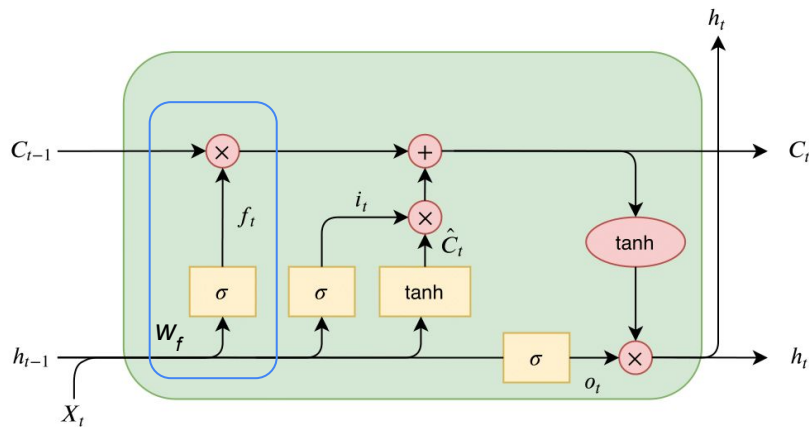 h_t
C_{t-1}
×
+
C_t
f_t
i_t
×
Ĉ_t
tanh
σ
σ
tanh
W_f
h_{t-1}
σ
o_t
×
h_t
X_t